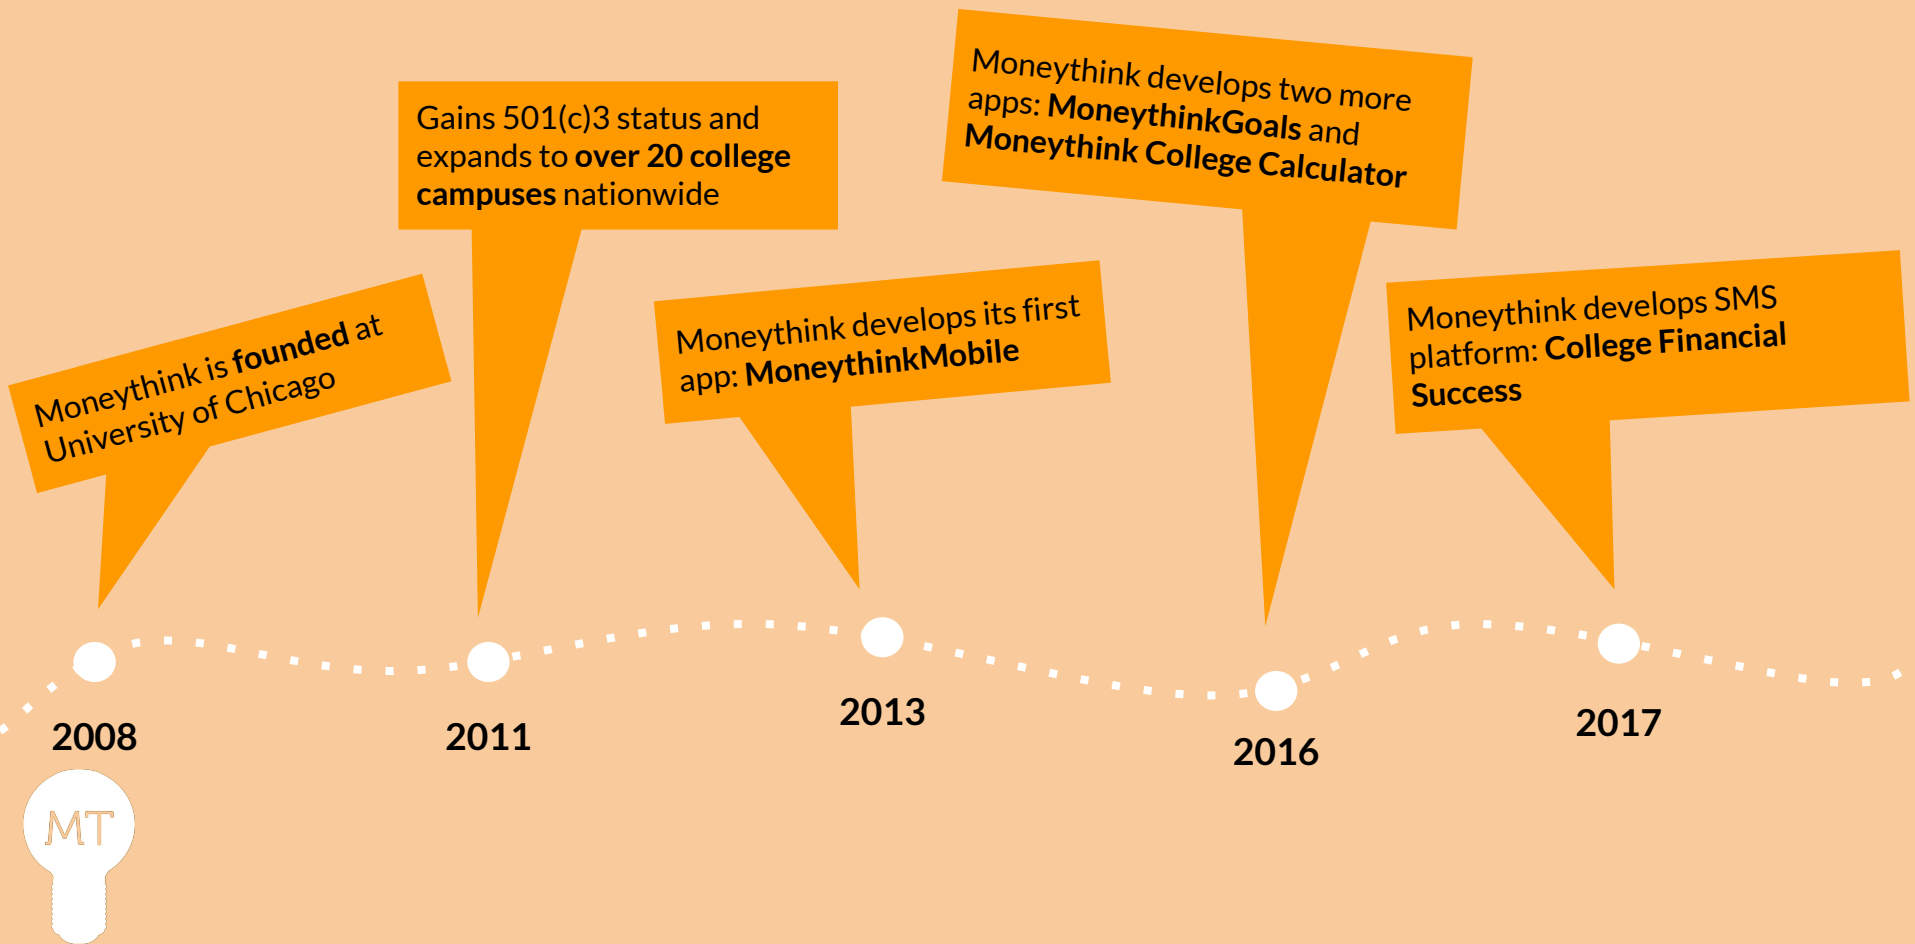 Moneythink is founded at
University of Chicago
Gains 501(c)3 status and
expands to over 20 college
campuses nationwide
Moneythink develops its first
app: MoneythinkMobile
Moneythink develops two more
apps: MoneythinkGoals and
Moneythink College Calculator
Moneythink develops SMS
platform: College Financial
Success
2008
2011
2013
2016
2017
MT